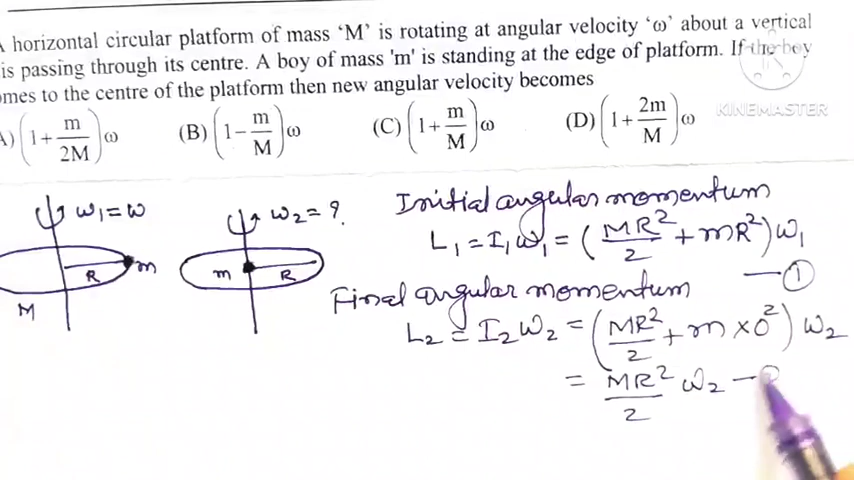 horizontal circular platform of mass ‘M’ is rotating at angular velocity ‘ω’ about a vertical
is passing through its centre. A boy of mass 'm' is standing at the edge of platform. If the boy
omes to the centre of the platform then new angular velocity becomes
A) (1 + m/2M) ω (B) (1 − m/M) ω (C) (1 + m/M) ω (D) (1 + 2m/M) ω
KINEMASTER
ω₁ = ω
R
m
M
ω₂ = ?
m
R
Initial angular momentum
L₁ = I₁ω₁ = (MR²/2 + mR²) ω₁
— ①
Final angular momentum
L₂ = I₂ω₂ = (MR²/2 + m × 0²) ω₂
= MR²/2 ω₂ —